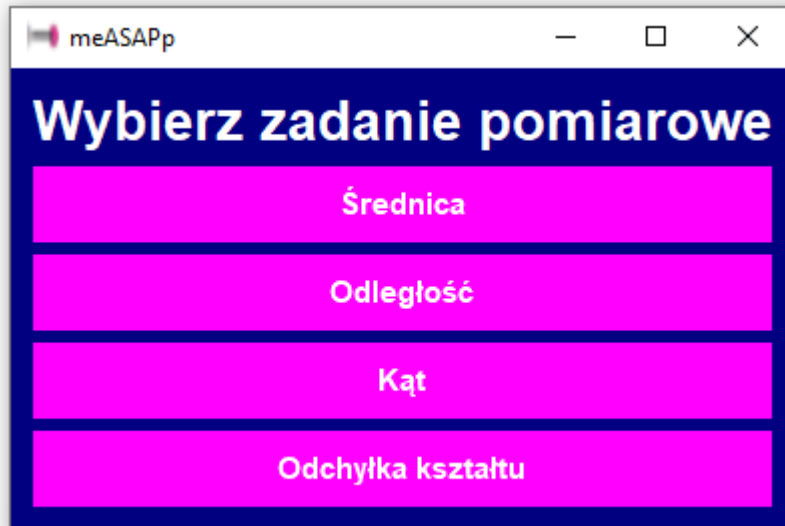 meASAPp
Wybierz zadanie pomiarowe
Średnica
Odległość
Kąt
Odchyłka kształtu